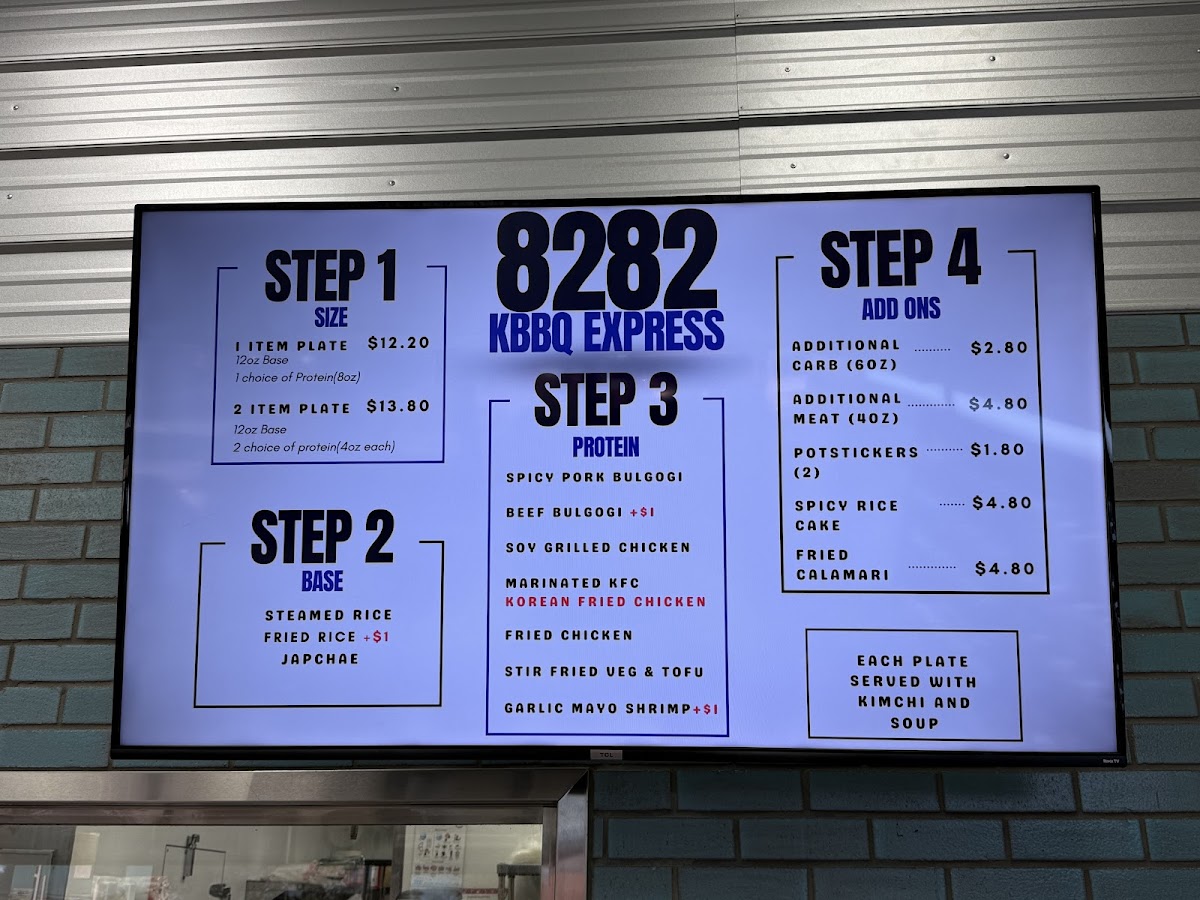 8282
KBBQ EXPRESS
STEP 1
SIZE
1 ITEM PLATE $12.20
12oz Base
1 choice of Protein(8oz)
2 ITEM PLATE $13.80
12oz Base
2 choice of protein(4oz each)
STEP 2
BASE
STEAMED RICE
FRIED RICE +$1
JAPCHAE
STEP 3
PROTEIN
SPICY PORK BULGOGI
BEEF BULGOGI +$1
SOY GRILLED CHICKEN
MARINATED KFC
KOREAN FRIED CHICKEN
FRIED CHICKEN
STIR FRIED VEG & TOFU
GARLIC MAYO SHRIMP+$1
STEP 4
ADD ONS
ADDITIONAL .......... $2.80
CARB (6OZ)
ADDITIONAL ............. $4.80
MEAT (4OZ)
POTSTICKERS .......... $1.80
(2)
SPICY RICE ....... $4.80
CAKE
FRIED
CALAMARI ............. $4.80
EACH PLATE
SERVED WITH
KIMCHI AND
SOUP
TCL
Roku TV